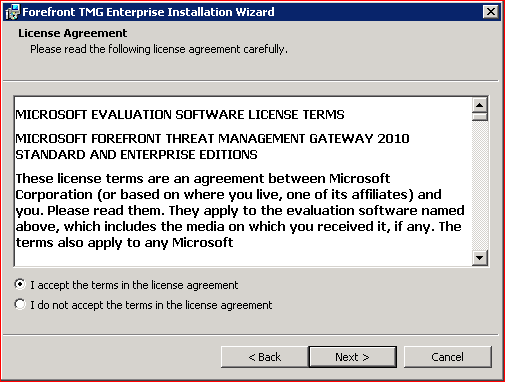 Forefront TMG Enterprise Installation Wizard
License Agreement
Please read the following license agreement carefully.
MICROSOFT EVALUATION SOFTWARE LICENSE TERMS
MICROSOFT FOREFRONT THREAT MANAGEMENT GATEWAY 2010
STANDARD AND ENTERPRISE EDITIONS
These license terms are an agreement between Microsoft
Corporation (or based on where you live, one of its affiliates) and
you. Please read them. They apply to the evaluation software named
above, which includes the media on which you received it, if any. The
terms also apply to any Microsoft
I accept the terms in the license agreement
I do not accept the terms in the license agreement
< Back
Next >
Cancel